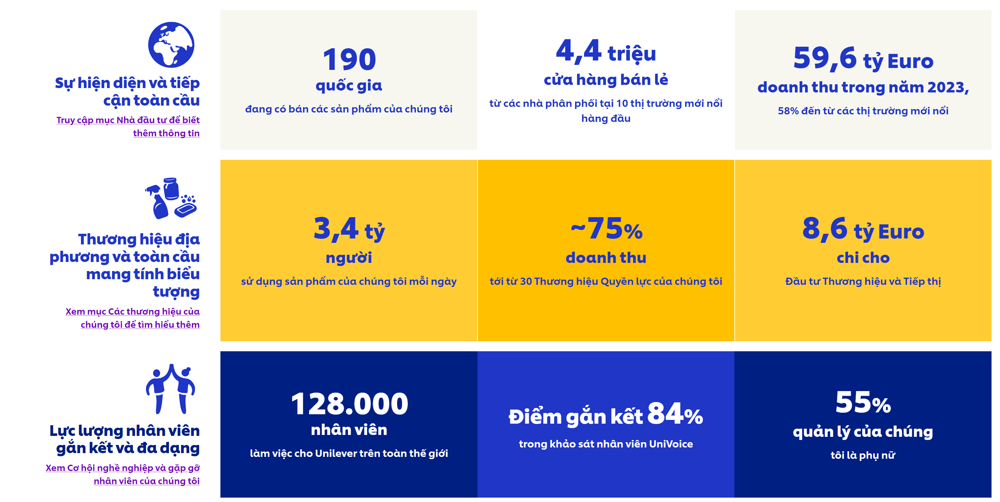 Sự hiện diện và tiếp
cận toàn cầu
Truy cập mục Nhà đầu tư để biết
thêm thông tin
190
quốc gia
đang có bán các sản phẩm của chúng tôi
4,4 triệu
cửa hàng bán lẻ
từ các nhà phân phối tại 10 thị trường mới nổi
hàng đầu
59,6 tỷ Euro
doanh thu trong năm 2023,
58% đến từ các thị trường mới nổi
Thương hiệu địa
phương và toàn cầu
mang tính biểu
tượng
Xem mục Các thương hiệu của
chúng tôi để tìm hiểu thêm
3,4 tỷ
người
sử dụng sản phẩm của chúng tôi mỗi ngày
~75%
doanh thu
tới từ 30 Thương hiệu Quyền lực của chúng tôi
8,6 tỷ Euro
chi cho
Đầu tư Thương hiệu và Tiếp thị
Lực lượng nhân viên
gắn kết và đa dạng
Xem Cơ hội nghề nghiệp và gặp gỡ
nhân viên của chúng tôi
128.000
nhân viên
làm việc cho Unilever trên toàn thế giới
Điểm gắn kết 84%
trong khảo sát nhân viên UniVoice
55%
quản lý của chúng
tôi là phụ nữ